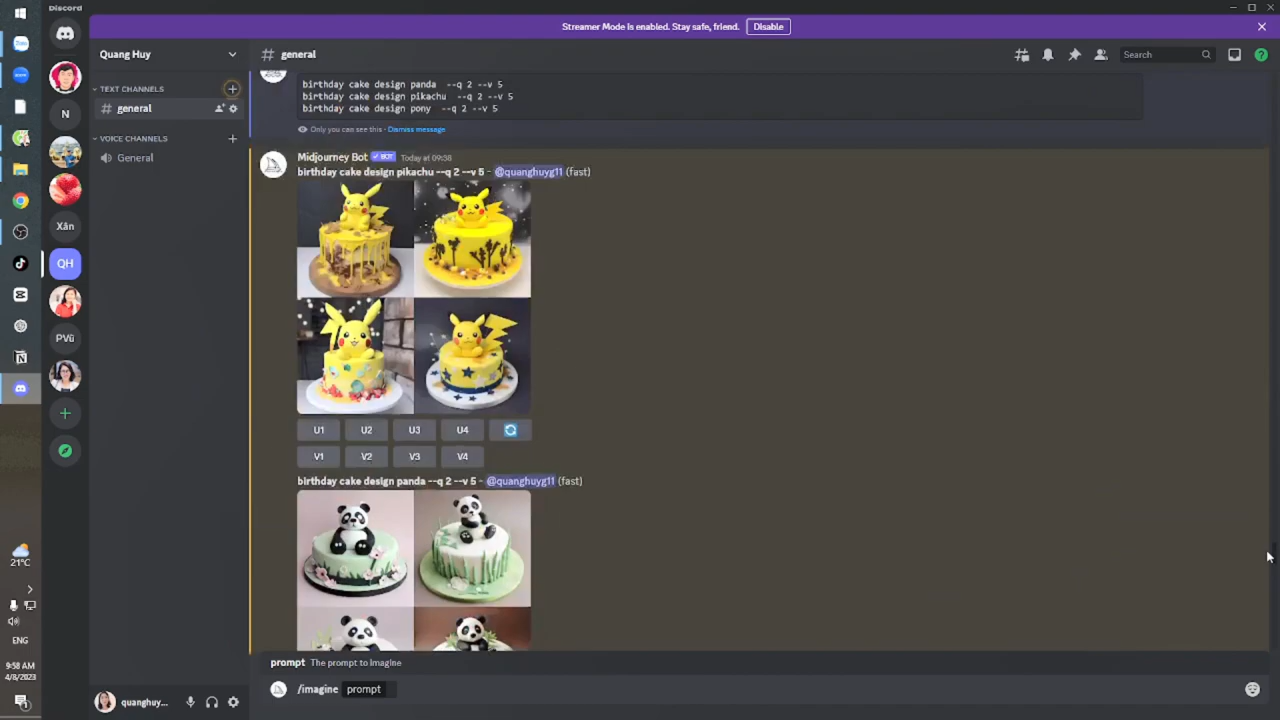 Discord
Streamer Mode is enabled. Stay safe, friend.
Disable
Quang Huy
# general
Search
TEXT CHANNELS
# general
VOICE CHANNELS
General
N
Xân
QH
PVù
birthday cake design panda --q 2 --v 5
birthday cake design pikachu --q 2 --v 5
birthday cake design pony --q 2 --v 5
Only you can see this · Dismiss message
Midjourney Bot ✓ BOT Today at 09:38
birthday cake design pikachu --q 2 --v 5 - @quanghuyg11 (fast)
U1 U2 U3 U4
V1 V2 V3 V4
birthday cake design panda --q 2 --v 5 - @quanghuyg11 (fast)
prompt The prompt to imagine
/imagine prompt
quanghuy...
21°C
ENG
9:58 AM
4/8/2023